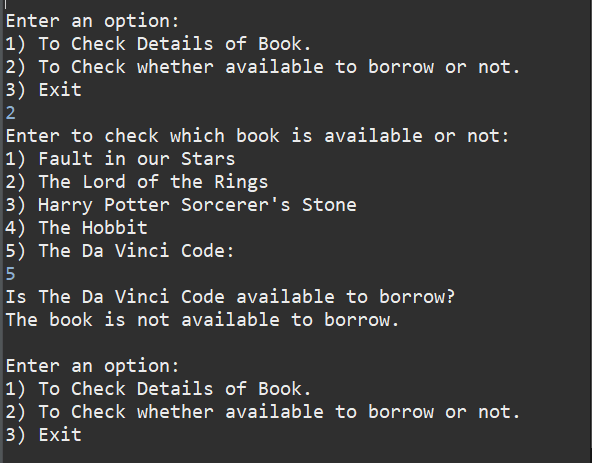 Enter an option:
1) To Check Details of Book.
2) To Check whether available to borrow or not.
3) Exit
2
Enter to check which book is available or not:
1) Fault in our Stars
2) The Lord of the Rings
3) Harry Potter Sorcerer's Stone
4) The Hobbit
5) The Da Vinci Code:
5
Is The Da Vinci Code available to borrow?
The book is not available to borrow.
Enter an option:
1) To Check Details of Book.
2) To Check whether available to borrow or not.
3) Exit